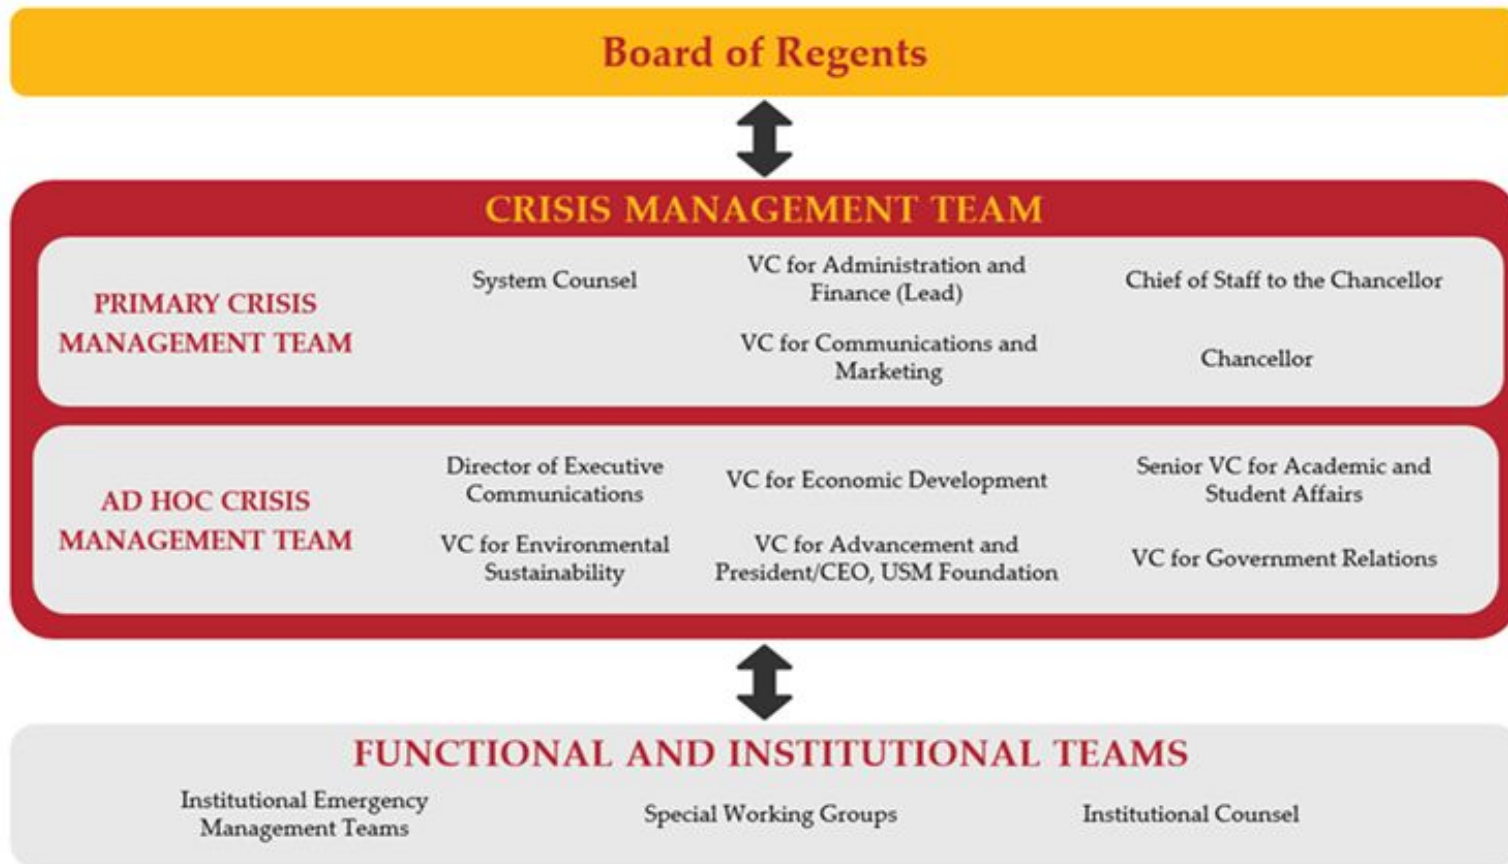 Board of Regents
CRISIS MANAGEMENT TEAM
PRIMARY CRISIS
MANAGEMENT TEAM
System Counsel
VC for Administration and
Finance (Lead)
Chief of Staff to the Chancellor
VC for Communications and
Marketing
Chancellor
AD HOC CRISIS
MANAGEMENT TEAM
Director of Executive
Communications
VC for Economic Development
Senior VC for Academic and
Student Affairs
VC for Environmental
Sustainability
VC for Advancement and
President/CEO, USM Foundation
VC for Government Relations
FUNCTIONAL AND INSTITUTIONAL TEAMS
Institutional Emergency
Management Teams
Special Working Groups
Institutional Counsel